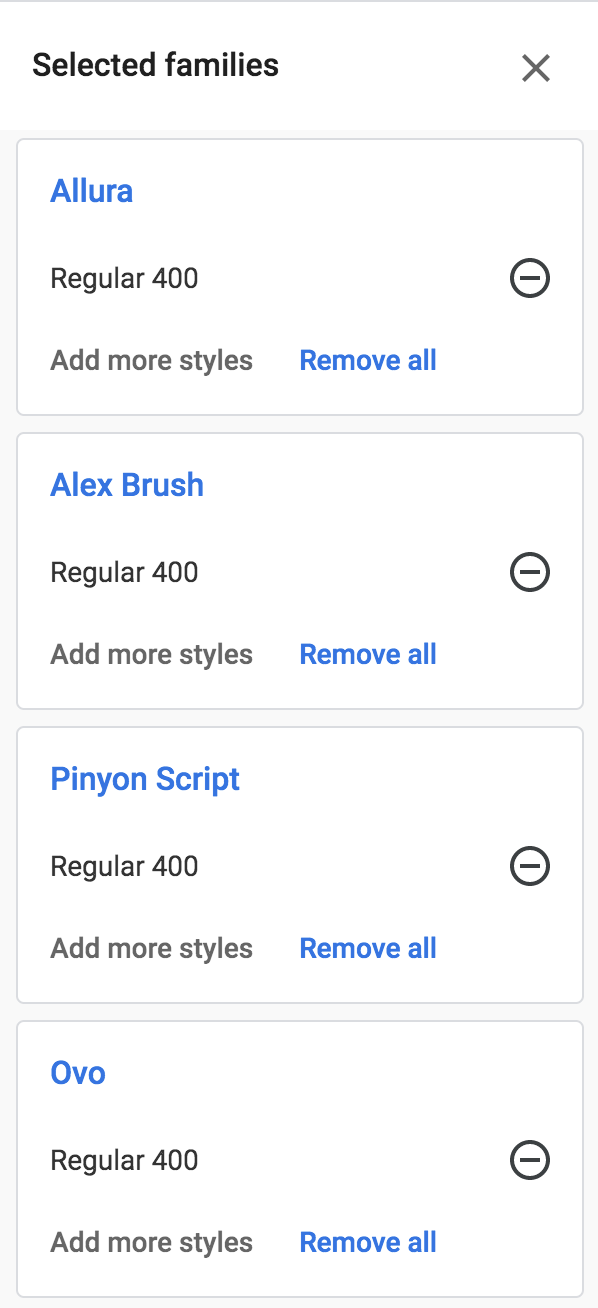 Selected families
Allura
Regular 400
Add more styles Remove all
Alex Brush
Regular 400
Add more styles Remove all
Pinyon Script
Regular 400
Add more styles Remove all
Ovo
Regular 400
Add more styles Remove all